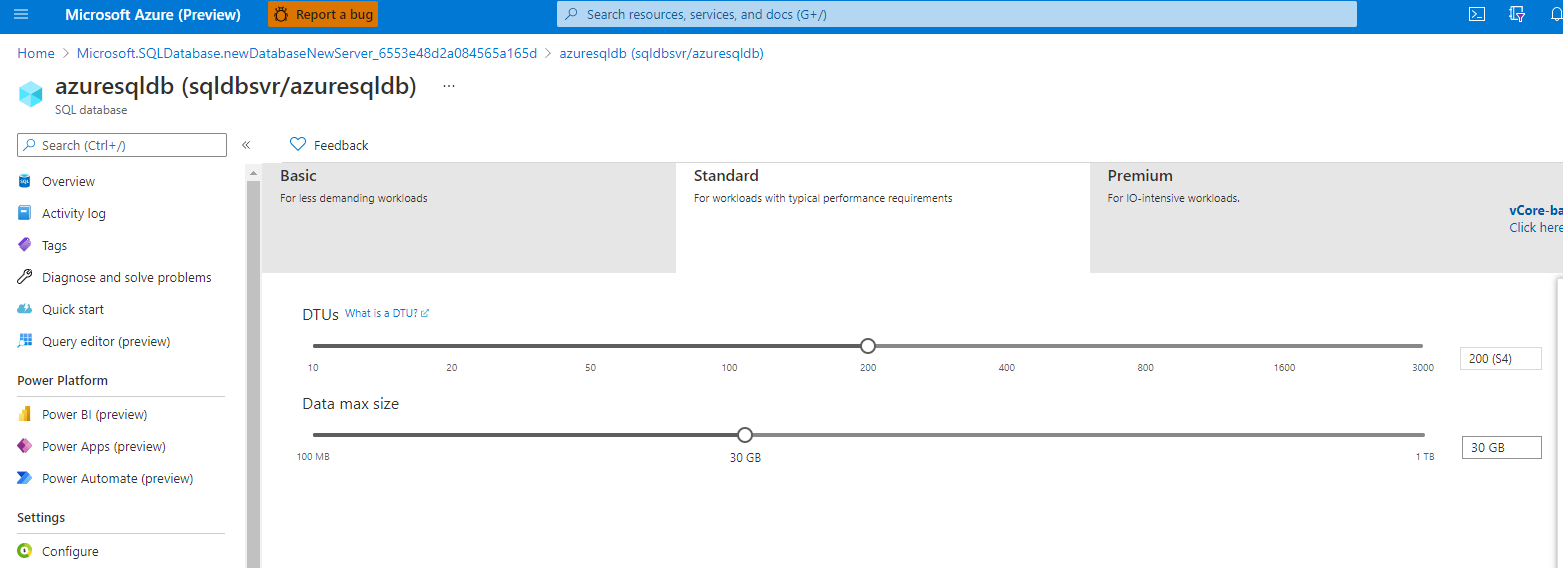 Microsoft Azure (Preview)
Report a bug
Search resources, services, and docs (G+/)
Home > Microsoft.SQLDatabase.newDatabaseNewServer_6553e48d2a084565a165d > azuresqldb (sqldbsvr/azuresqldb)
azuresqldb (sqldbsvr/azuresqldb) ...
SQL database
Search (Ctrl+/)
«
Feedback
Overview
Activity log
Tags
Diagnose and solve problems
Quick start
Query editor (preview)
Power Platform
Power BI (preview)
Power Apps (preview)
Power Automate (preview)
Settings
Configure
Basic
For less demanding workloads
Standard
For workloads with typical performance requirements
Premium
For IO-intensive workloads.
vCore-ba
Click here
DTUs What is a DTU?
10 20 50 100 200 400 800 1600 3000
200 (S4)
Data max size
100 MB 30 GB 1 TB
30 GB